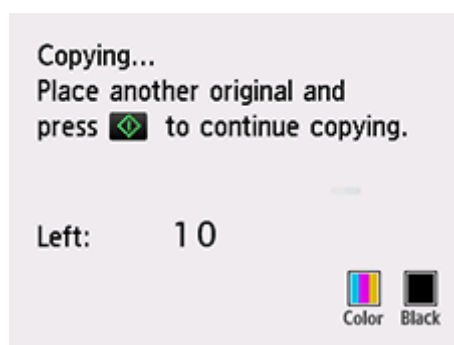 Copying...
Place another original and
press to continue copying.
Left: 10
Color Black